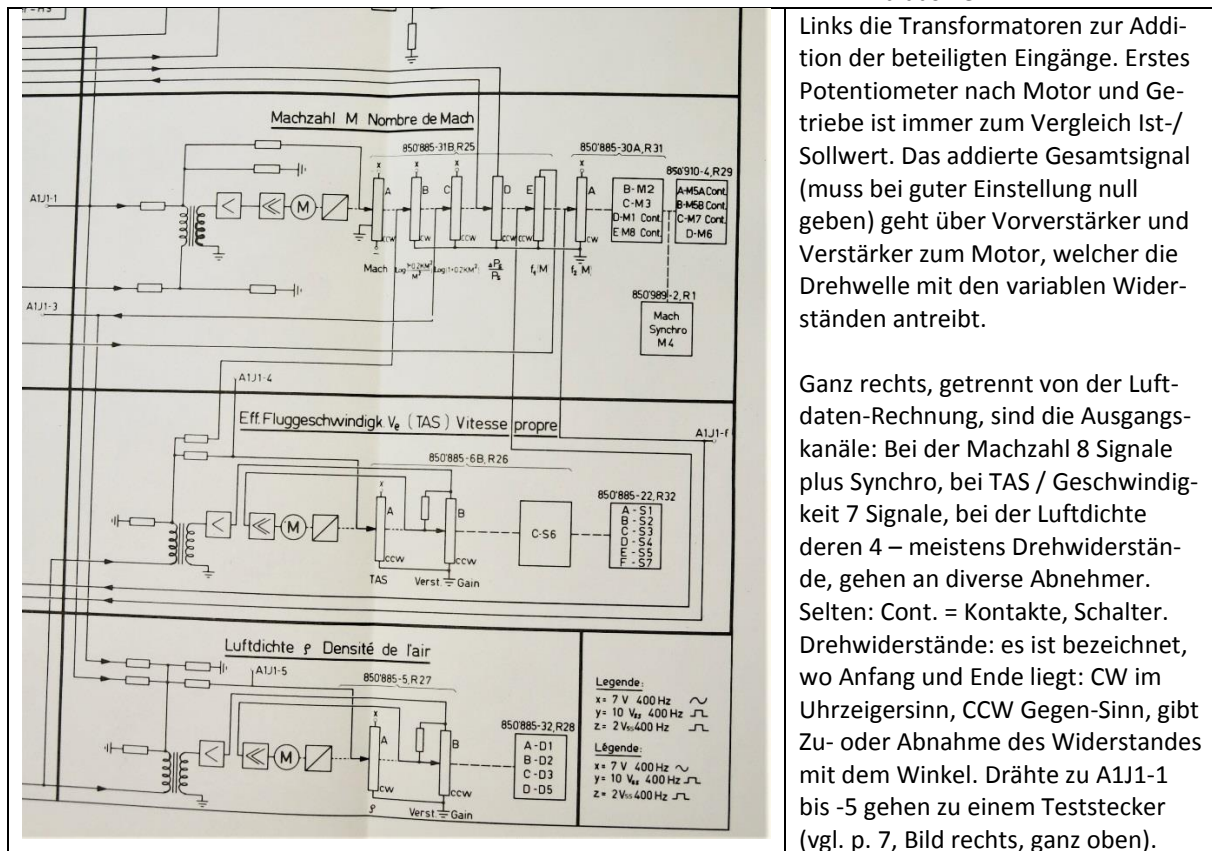 Machzahl M Nombre de Mach
850'885-31B,R25
850'885-30A,R31
850'910-4,R29
A1J1-1
M
x
A
B
C
D
E
x
A
B-M2
C-M3
D-M1 Cont.
E M8 Cont.
A-M5A Cont.
B-M5B Cont.
C-M7 Cont.
D-M6
CCW
CW
CCW
CW
CCW
CW
Mach
f₁(M)
f₂(M)
850'989-2,R1
Mach
Synchro
M4
A1J1-3
A1J1-4
Eff.Fluggeschwindigk. Vₑ (TAS) Vitesse propre
A1J1-f
850'885-6B,R26
850'885-22,R32
M
x
A
B
C-S6
A-S1
B-S2
C-S3
D-S4
E-S5
F-S7
CCW
CCW
TAS
Verst. Gain
Luftdichte ρ Densité de l'air
A1J1-5
850'885-5,R27
850'885-32,R28
M
x
A
B
A-D1
B-D2
C-D3
D-D5
CW
CCW
ρ
Verst. Gain
Legende:
x= 7 V 400 Hz
y= 10 Vss 400 Hz
z= 2 Vss 400 Hz
Légende:
x= 7 V 400 Hz
y= 10 Vss 400 Hz
z= 2 Vss 400 Hz
Links die Transformatoren zur Addi-
tion der beteiligten Eingänge. Erstes
Potentiometer nach Motor und Ge-
triebe ist immer zum Vergleich Ist-/
Sollwert. Das addierte Gesamtsignal
(muss bei guter Einstellung null
geben) geht über Vorverstärker und
Verstärker zum Motor, welcher die
Drehwelle mit den variablen Wider-
ständen antreibt.
Ganz rechts, getrennt von der Luft-
daten-Rechnung, sind die Ausgangs-
kanäle: Bei der Machzahl 8 Signale
plus Synchro, bei TAS / Geschwindig-
keit 7 Signale, bei der Luftdichte
deren 4 – meistens Drehwiderstän-
de, gehen an diverse Abnehmer.
Selten: Cont. = Kontakte, Schalter.
Drehwiderstände: es ist bezeichnet,
wo Anfang und Ende liegt: CW im
Uhrzeigersinn, CCW Gegen-Sinn, gibt
Zu- oder Abnahme des Widerstandes
mit dem Winkel. Drähte zu A1J1-1
bis -5 gehen zu einem Teststecker
(vgl. p. 7, Bild rechts, ganz oben).